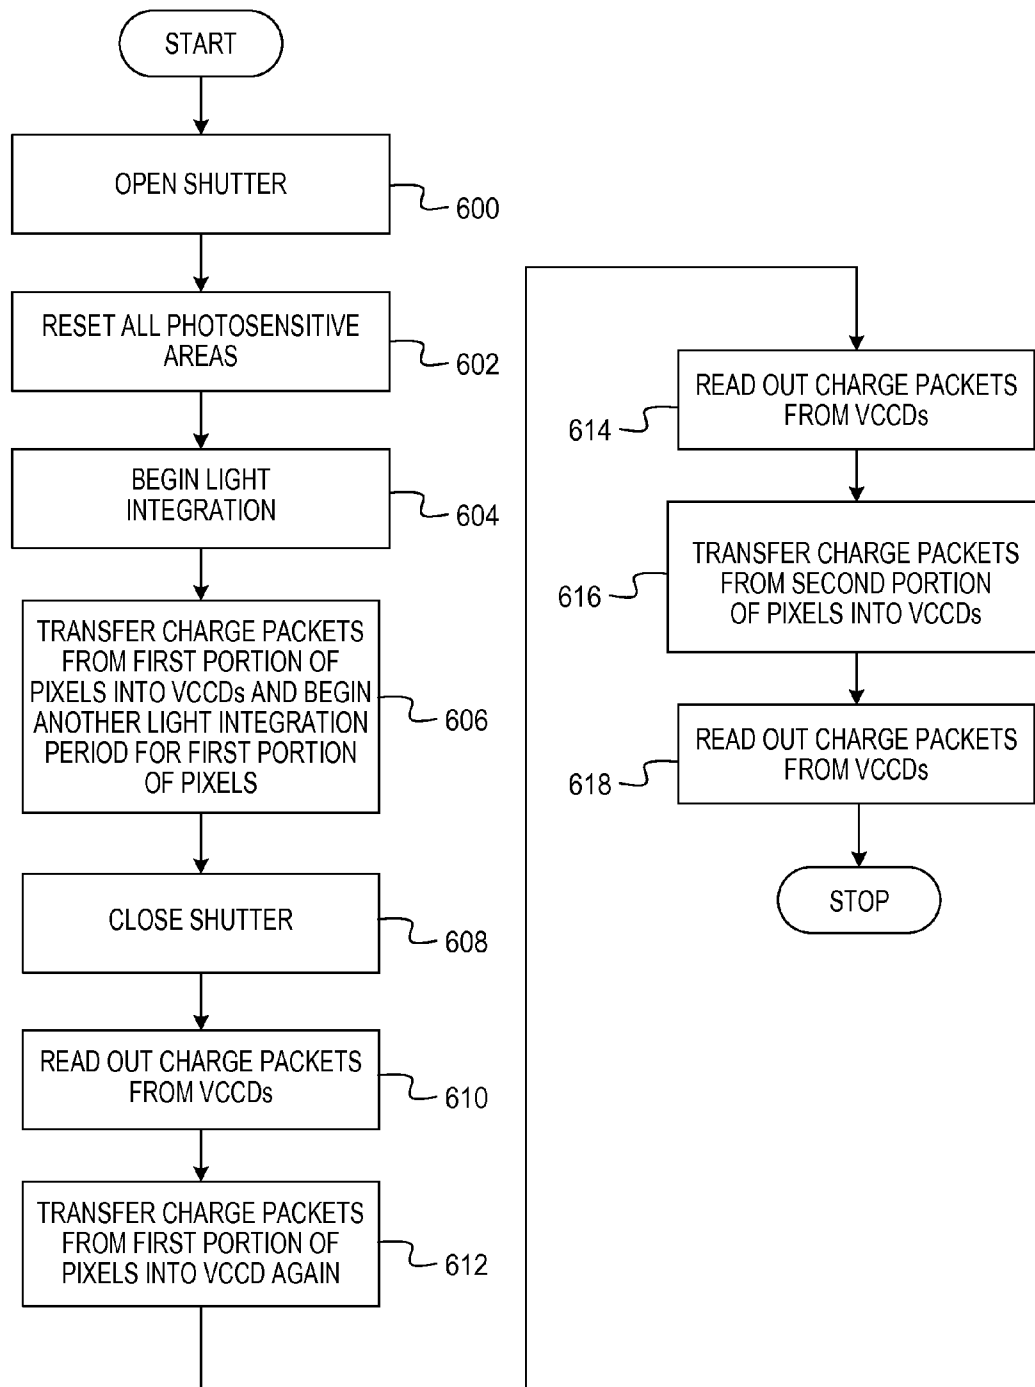 START
OPEN SHUTTER
600
RESET ALL PHOTOSENSITIVE
AREAS
602
BEGIN LIGHT
INTEGRATION
604
TRANSFER CHARGE PACKETS
FROM FIRST PORTION OF
PIXELS INTO VCCDs AND BEGIN
ANOTHER LIGHT INTEGRATION
PERIOD FOR FIRST PORTION
OF PIXELS
606
CLOSE SHUTTER
608
READ OUT CHARGE PACKETS
FROM VCCDs
610
TRANSFER CHARGE PACKETS
FROM FIRST PORTION OF
PIXELS INTO VCCD AGAIN
612
READ OUT CHARGE PACKETS
FROM VCCDs
614
TRANSFER CHARGE PACKETS
FROM SECOND PORTION
OF PIXELS INTO VCCDs
616
READ OUT CHARGE PACKETS
FROM VCCDs
618
STOP